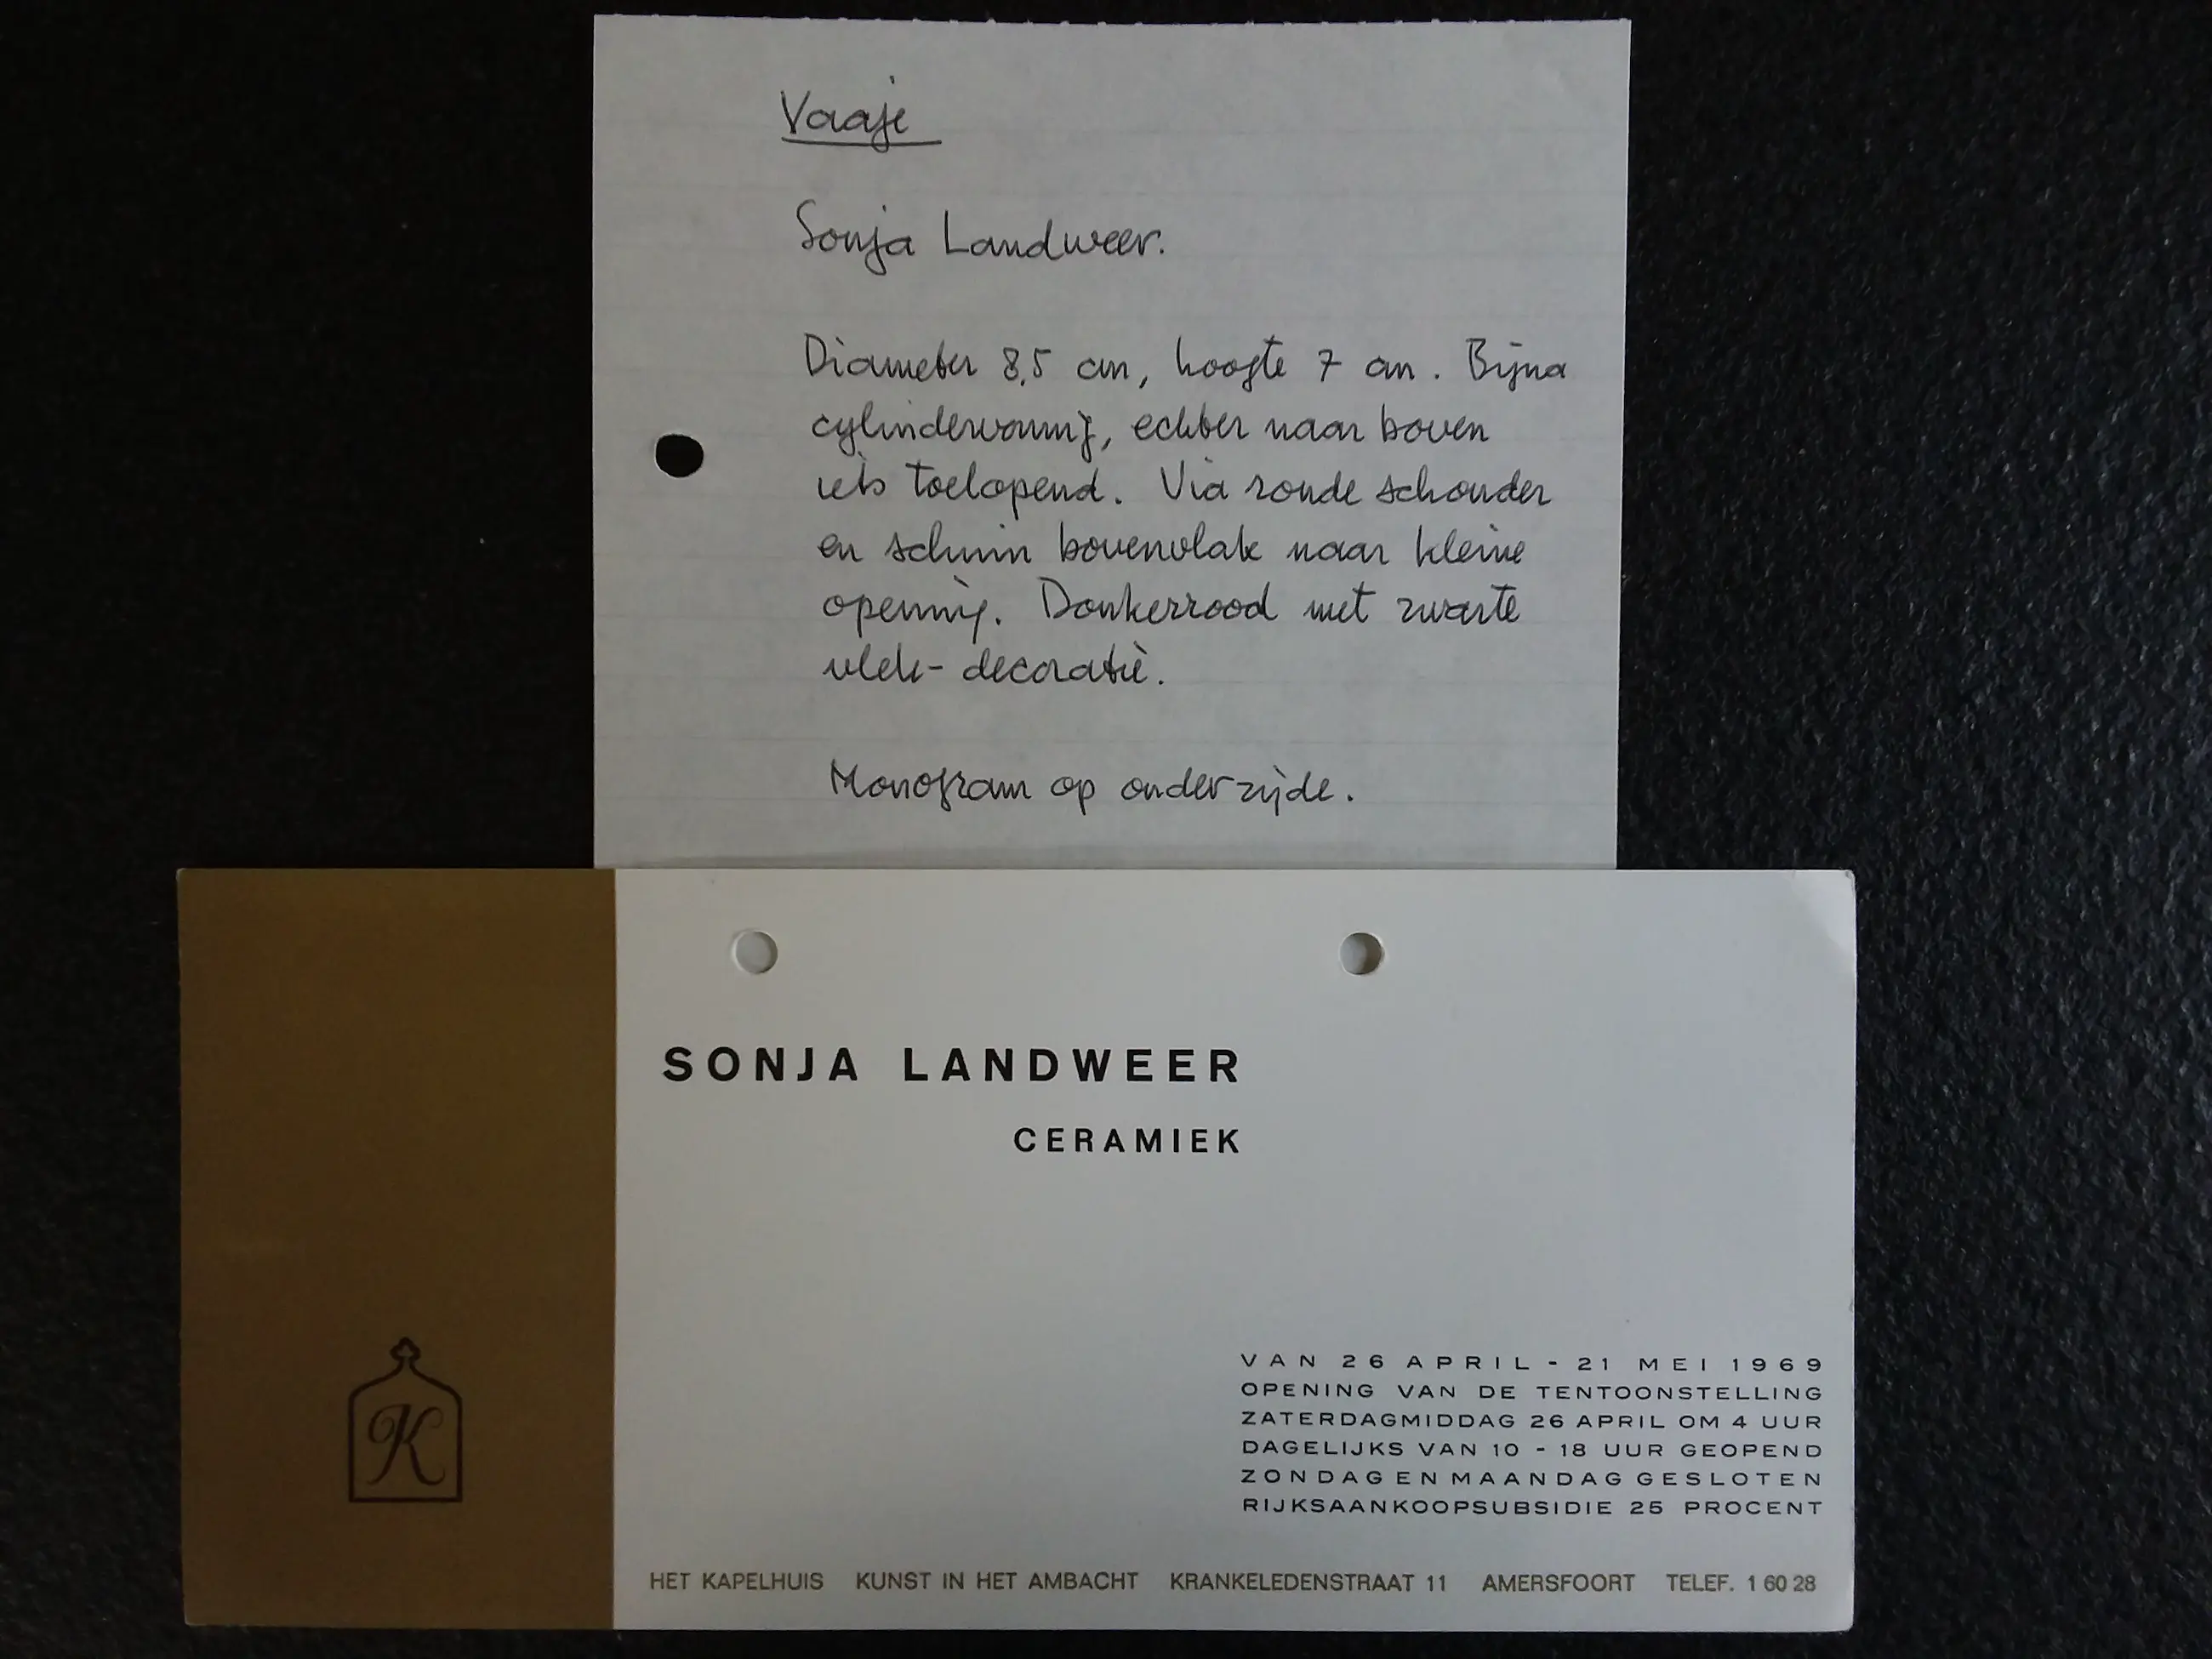 Vaasje
Sonja Landweer.
Diameter 8,5 cm, hoogte 7 cm. Bijna
cylindervormig, echter naar boven
iets toelopend. Via ronde schouder
en schuin bovenvlak naar kleine
opening. Donkerrood met zwarte
vlek-decoratie.
Monogram op onderzijde.
SONJA LANDWEER
CERAMIEK
VAN 26 APRIL - 21 MEI 1969
OPENING VAN DE TENTOONSTELLING
ZATERDAGMIDDAG 26 APRIL OM 4 UUR
DAGELIJKS VAN 10 - 18 UUR GEOPEND
ZONDAG EN MAANDAG GESLOTEN
RIJKSAANKOOPSUBSIDIE 25 PROCENT
K
HET KAPELHUIS KUNST IN HET AMBACHT KRANKELEDENSTRAAT 11 AMERSFOORT TELEF. 1 60 28